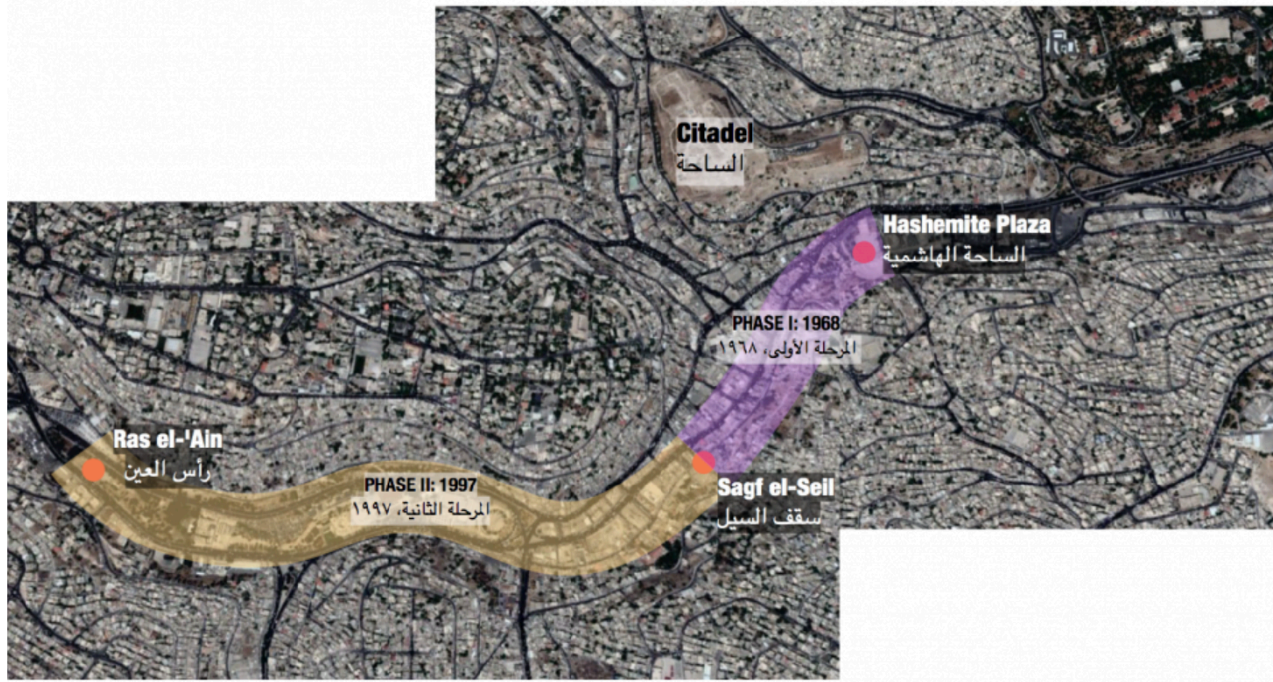 Citadel
الساحة
Hashemite Plaza
الساحة الهاشمية
PHASE I: 1968
المرحلة الأولى، ١٩٦٨
Ras el-'Ain
رأس العين
PHASE II: 1997
المرحلة الثانية، ١٩٩٧
Sagf el-Seil
سقف السيل